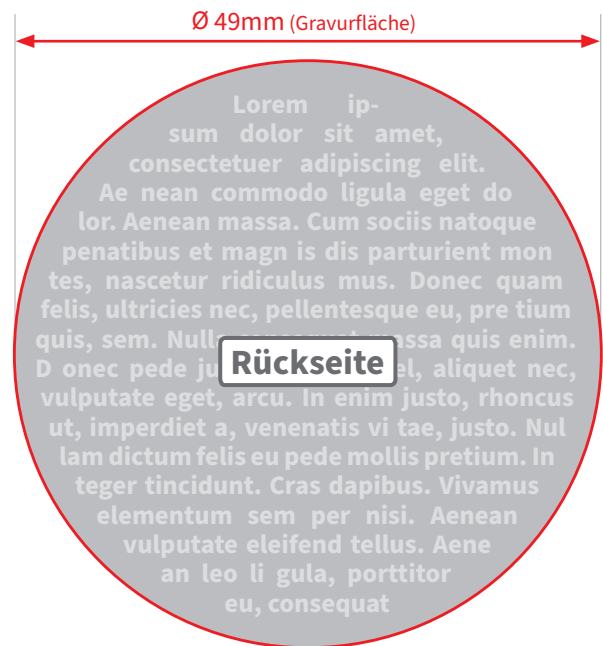 Ø 49mm (Gravurfläche)
Lorem ip-
sum dolor sit amet,
consectetuer adipiscing elit.
Ae nean commodo ligula eget do
lor. Aenean massa. Cum sociis natoque
penatibus et magn is dis parturient mon
tes, nascetur ridiculus mus. Donec quam
felis, ultricies nec, pellentesque eu, pre tium
quis, sem. massa quis enim.
Rückseite
D onec pede aliquet nec,
vulputate eget, arcu. In enim justo, rhoncus
ut, imperdiet a, venenatis vi tae, justo. Nul
lam dictum felis eu pede mollis pretium. In
teger tincidunt. Cras dapibus. Vivamus
elementum sem per nisi. Aenean
vulputate eleifend tellus. Aene
an leo li gula, porttitor
eu, consequat